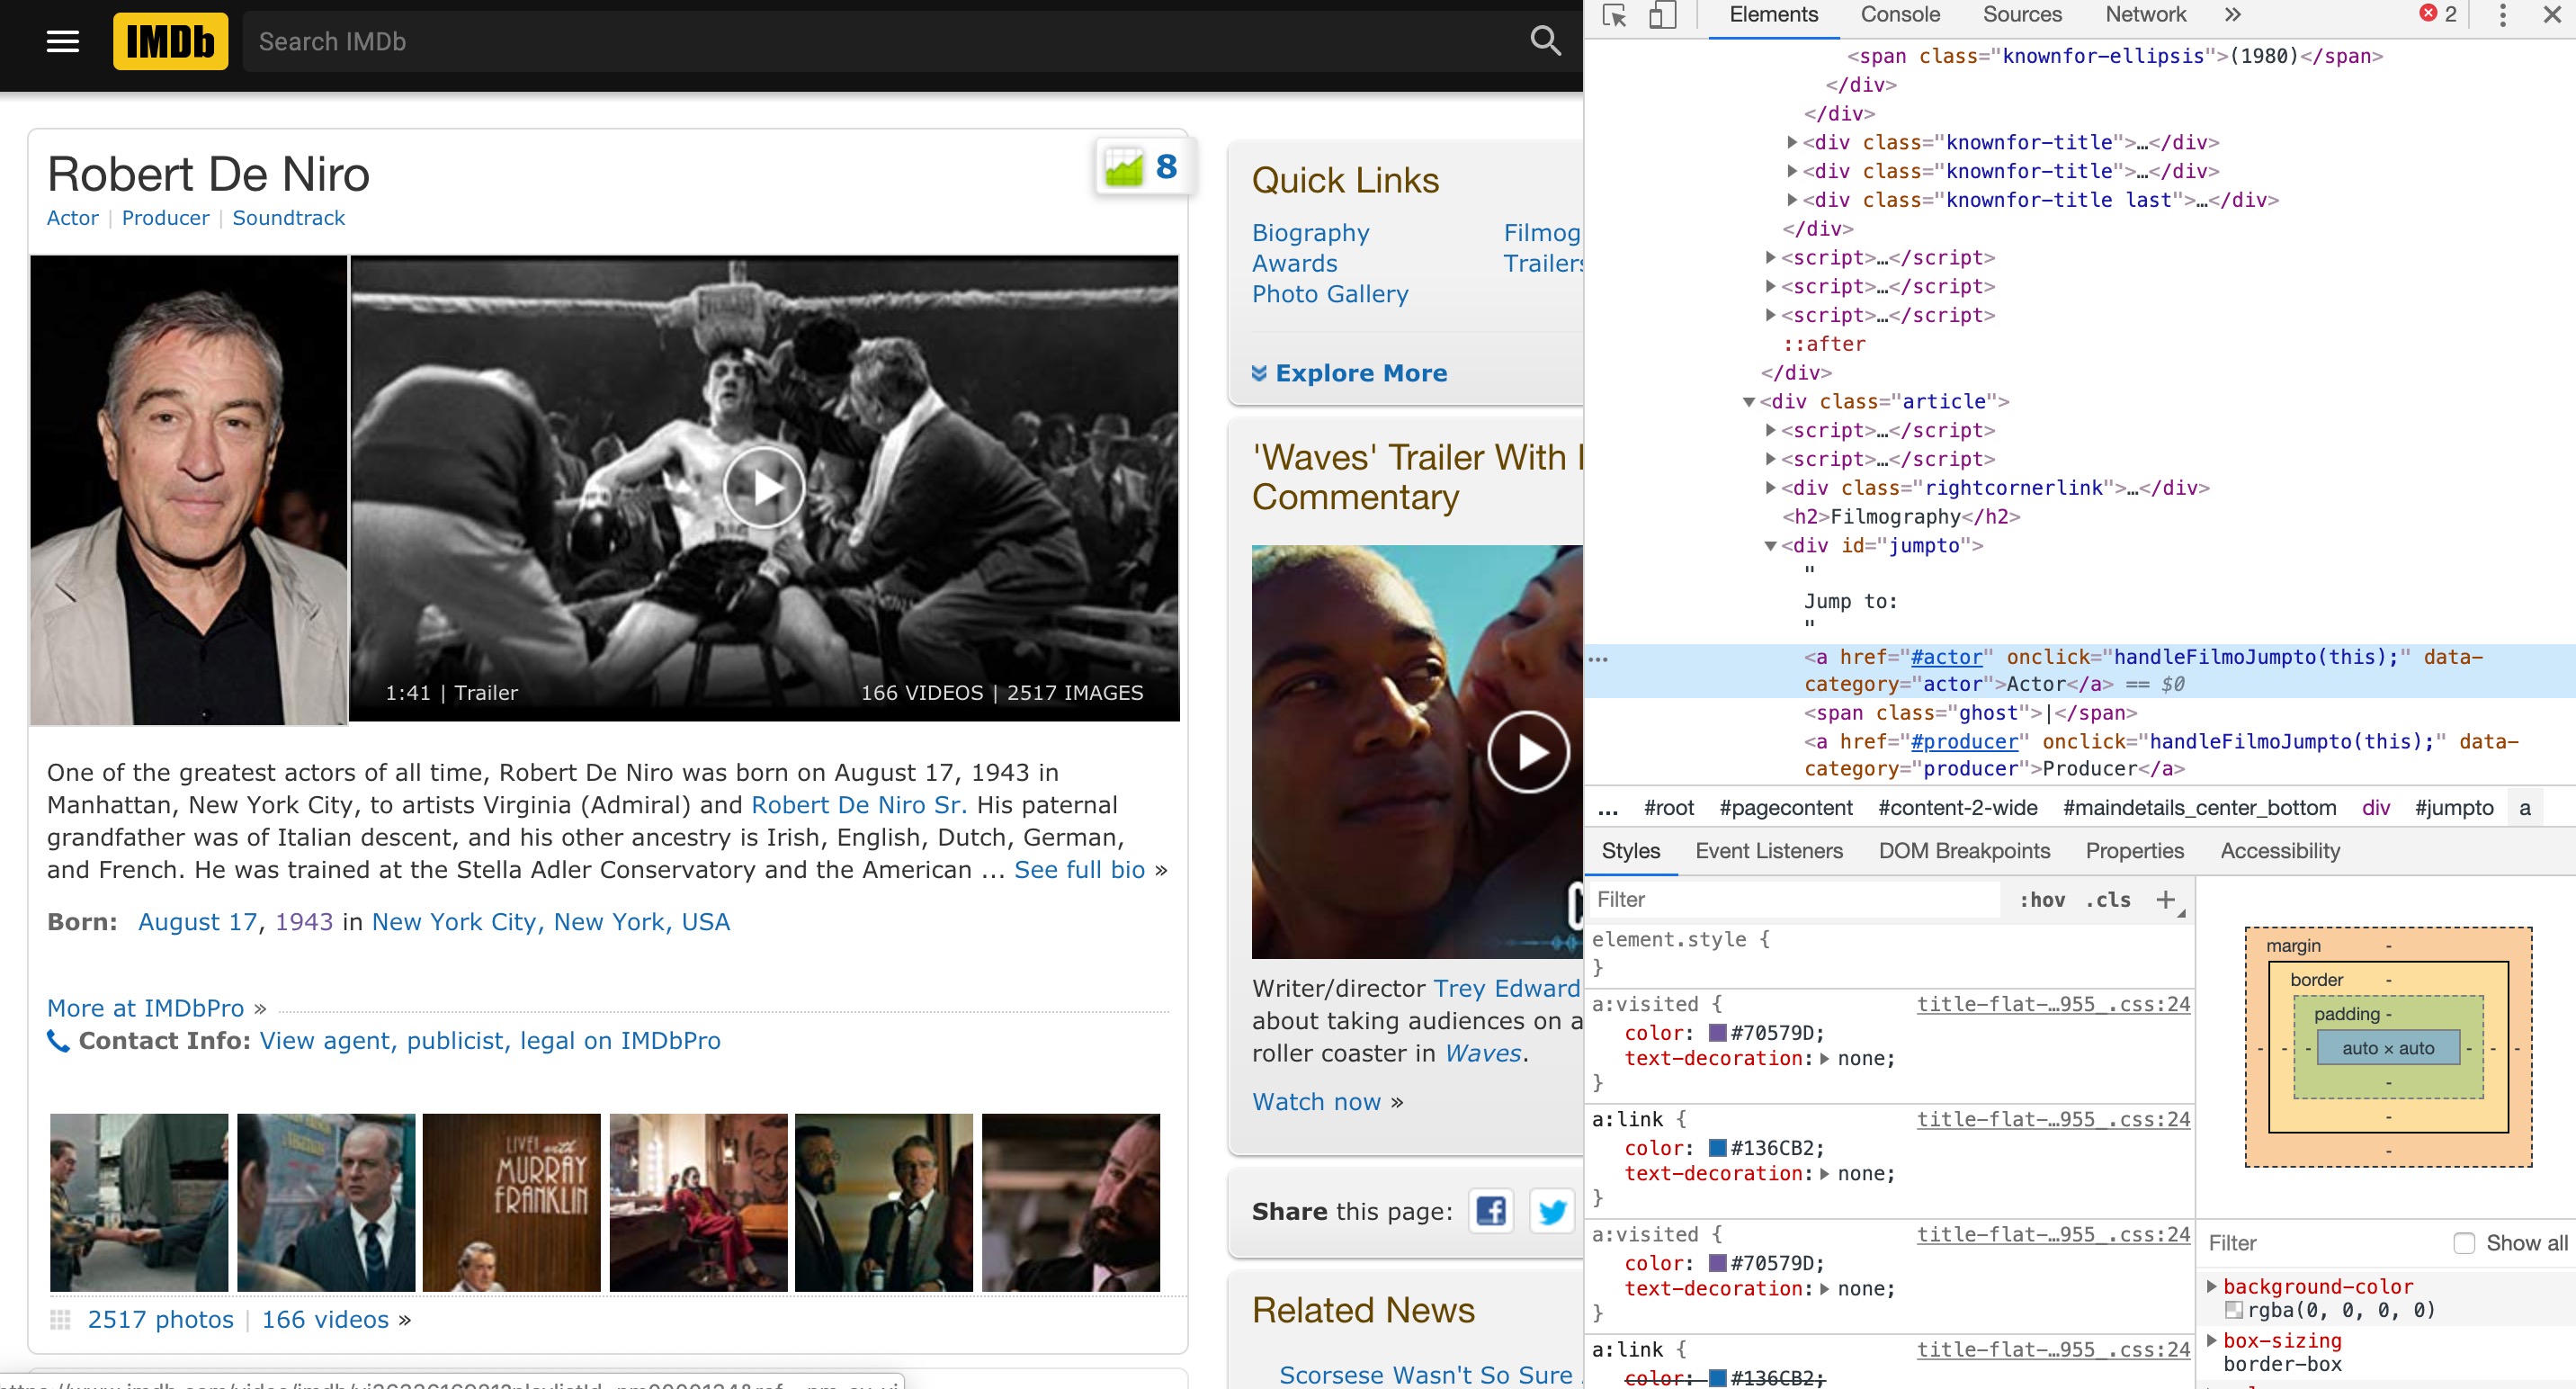 IMDb
Search IMDb
Robert De Niro
8
Actor | Producer | Soundtrack
1:41 | Trailer
166 VIDEOS | 2517 IMAGES
One of the greatest actors of all time, Robert De Niro was born on August 17, 1943 in
Manhattan, New York City, to artists Virginia (Admiral) and Robert De Niro Sr. His paternal
grandfather was of Italian descent, and his other ancestry is Irish, English, Dutch, German,
and French. He was trained at the Stella Adler Conservatory and the American ... See full bio »
Born: August 17, 1943 in New York City, New York, USA
More at IMDbPro »
Contact Info: View agent, publicist, legal on IMDbPro
LIVE! with
MURRAY
FRANKLIN
2517 photos | 166 videos »
Quick Links
Biography
Filmog
Awards
Trailers
Photo Gallery
Explore More
'Waves' Trailer With
Commentary
Writer/director Trey Edward
about taking audiences on a
roller coaster in Waves.
Watch now »
Share this page:
Related News
Scorsese Wasn't So Sure
Elements
Console
Sources
Network
»
2
<span class="knownfor-ellipsis">(1980)</span>
</div>
</div>
<div class="knownfor-title">…</div>
<div class="knownfor-title">…</div>
<div class="knownfor-title last">…</div>
</div>
<script>…</script>
<script>…</script>
<script>…</script>
::after
</div>
<div class="article">
<script>…</script>
<script>…</script>
<div class="rightcornerlink">…</div>
<h2>Filmography</h2>
<div id="jumpto">
"
Jump to:
"
<a href="#actor" onclick="handleFilmoJumpto(this);" data-
category="actor">Actor</a> == $0
<span class="ghost">|</span>
<a href="#producer" onclick="handleFilmoJumpto(this);" data-
category="producer">Producer</a>
... #root #pagecontent #content-2-wide #maindetails_center_bottom div #jumpto a
Styles
Event Listeners
DOM Breakpoints
Properties
Accessibility
Filter
:hov .cls +
element.style {
}
a:visited {
title-flat-…955_.css:24
color: #70579D;
text-decoration: none;
}
a:link {
title-flat-…955_.css:24
color: #136CB2;
text-decoration: none;
}
a:visited {
title-flat-…955_.css:24
color: #70579D;
text-decoration: none;
}
a:link {
title-flat-…955_.css:24
color: #136CB2;
margin -
border -
padding -
- - - auto × auto - - -
-
-
-
Filter
Show all
background-color
rgba(0, 0, 0, 0)
box-sizing
border-box